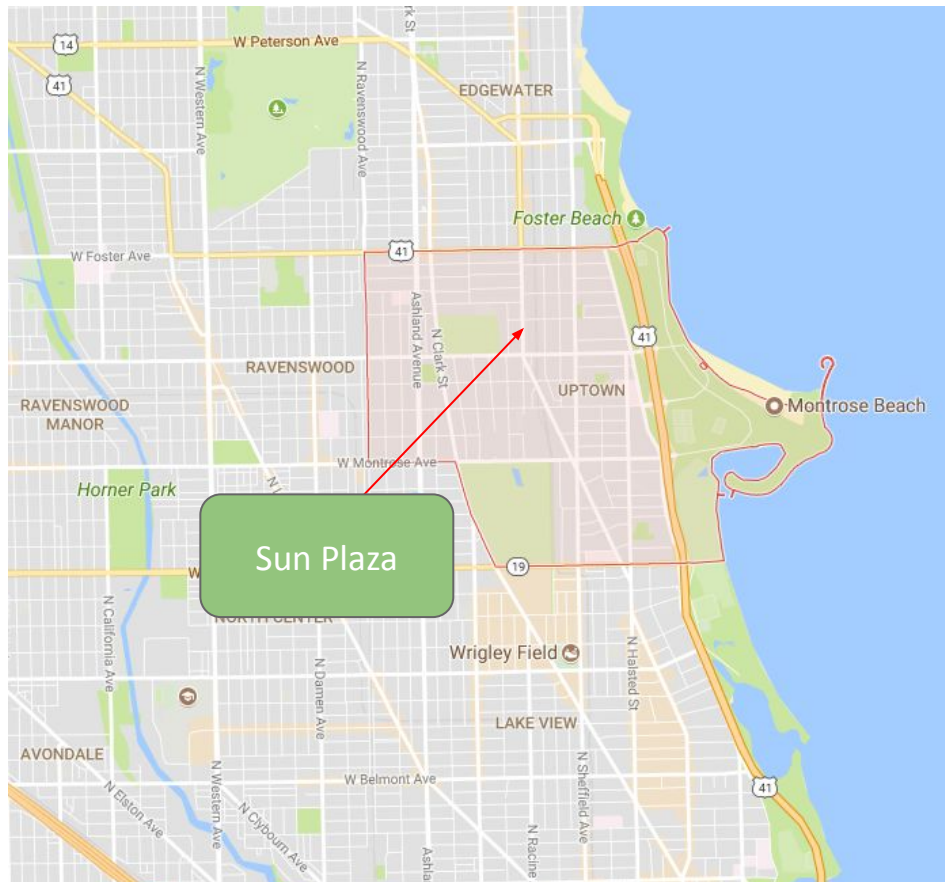 14
W Peterson Ave
41
EDGEWATER
N Western Ave
N Ravenswood Ave
Clark St
Foster Beach
W Foster Ave
41
41
Ashland Avenue
N Clark St
RAVENSWOOD
UPTOWN
RAVENSWOOD
MANOR
Montrose Beach
W Montrose Ave
Horner Park
N L
Sun Plaza
W
19
NORTH CENTER
N California Ave
N Damen Ave
Wrigley Field
N Halsted St
LAKE VIEW
AVONDALE
W Belmont Ave
N Elston Ave
N Western Ave
N Clybourn Ave
N Sheffield Ave
41
Ashla
N Racine